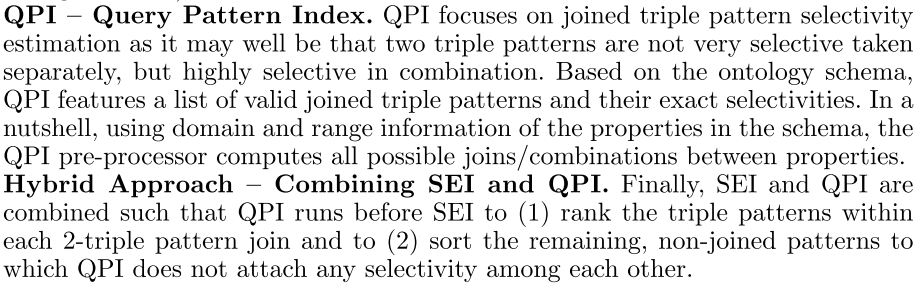 QPI – Query Pattern Index. QPI focuses on joined triple pattern selectivity
estimation as it may well be that two triple patterns are not very selective taken
separately, but highly selective in combination. Based on the ontology schema,
QPI features a list of valid joined triple patterns and their exact selectivities. In a
nutshell, using domain and range information of the properties in the schema, the
QPI pre-processor computes all possible joins/combinations between properties.
Hybrid Approach – Combining SEI and QPI. Finally, SEI and QPI are
combined such that QPI runs before SEI to (1) rank the triple patterns within
each 2-triple pattern join and to (2) sort the remaining, non-joined patterns to
which QPI does not attach any selectivity among each other.